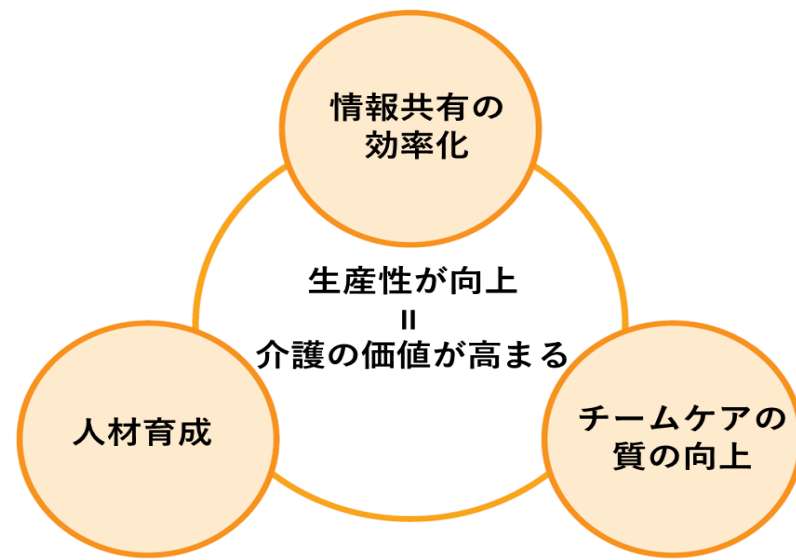 情報共有の
効率化
生産性が向上
=
介護の価値が高まる
人材育成
チームケアの
質の向上